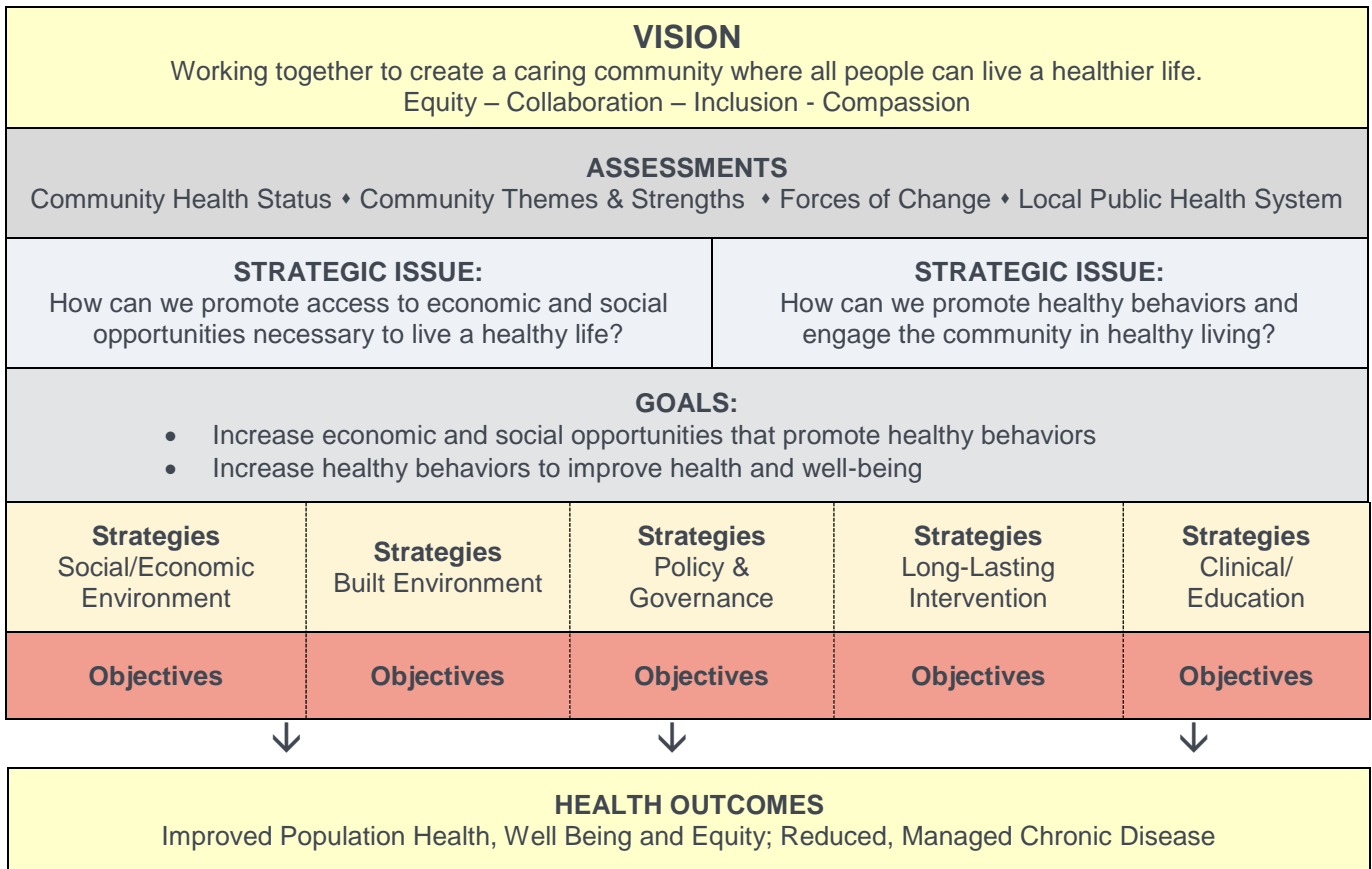 VISION
Working together to create a caring community where all people can live a healthier life.
Equity – Collaboration – Inclusion - Compassion
ASSESSMENTS
Community Health Status ♦ Community Themes & Strengths ♦ Forces of Change ♦ Local Public Health System
STRATEGIC ISSUE:
How can we promote access to economic and social
opportunities necessary to live a healthy life?
STRATEGIC ISSUE:
How can we promote healthy behaviors and
engage the community in healthy living?
GOALS:
• Increase economic and social opportunities that promote healthy behaviors
• Increase healthy behaviors to improve health and well-being
Strategies
Social/Economic
Environment
Strategies
Built Environment
Strategies
Policy &
Governance
Strategies
Long-Lasting
Intervention
Strategies
Clinical/
Education
Objectives
Objectives
Objectives
Objectives
Objectives
HEALTH OUTCOMES
Improved Population Health, Well Being and Equity; Reduced, Managed Chronic Disease